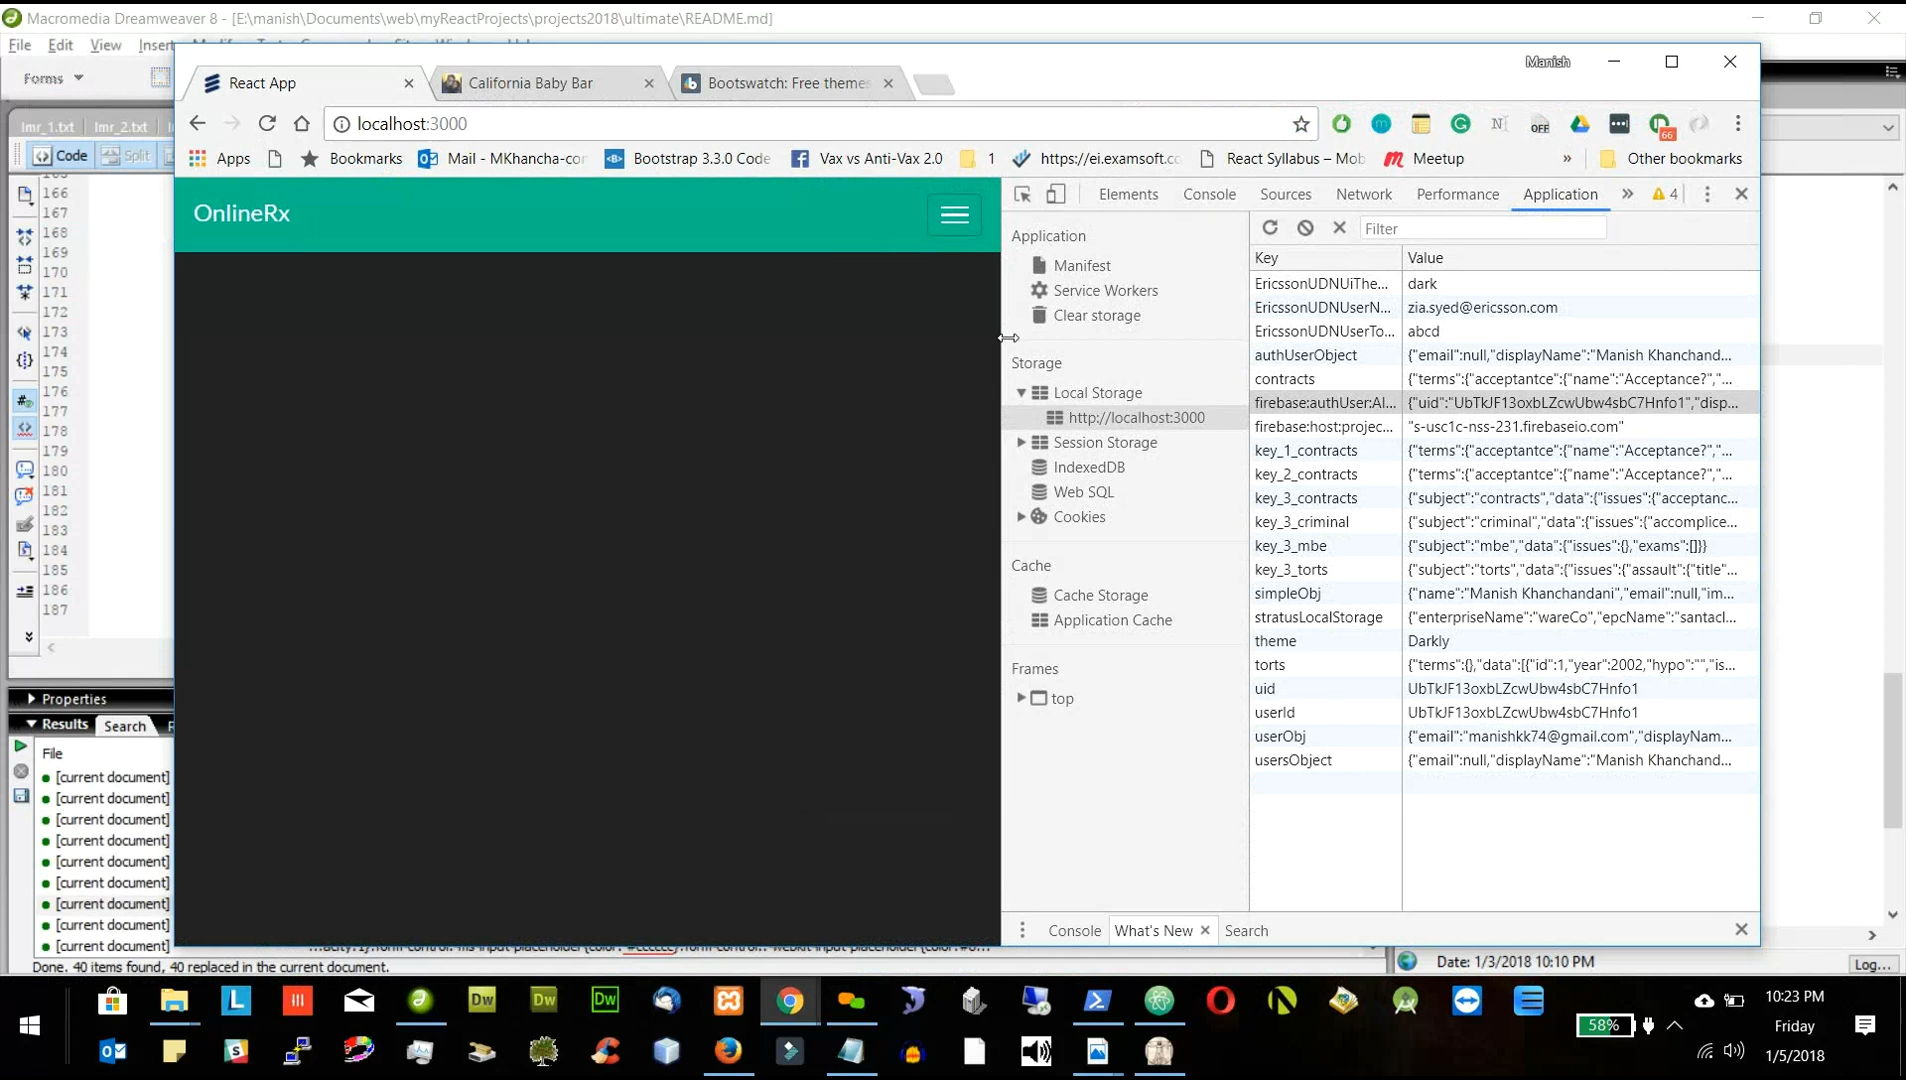 Macromedia Dreamweaver 8 - [E:\manish\Documents\web\myReactProjects\projects2018\ultimate\README.md]
File Edit View Insert
Manish
React App
California Baby Bar
Bootswatch: Free themes
Forms
localhost:3000
OFF
66
lmr_1.txt lmr_2.txt
Code Split
Apps Bookmarks Mail - MKhancha-cor Bootstrap 3.3.0 Code Vax vs Anti-Vax 2.0 1 https://ei.examsoft.co React Syllabus – Mob Meetup » Other bookmarks
OnlineRx
Elements Console Sources Network Performance Application » 4
Filter
Application
Manifest
Service Workers
Clear storage
Storage
Local Storage
http://localhost:3000
Session Storage
IndexedDB
Web SQL
Cookies
Cache
Cache Storage
Application Cache
Frames
top
Key Value
EricssonUDNUiThe... dark
EricssonUDNUserN... zia.syed@ericsson.com
EricssonUDNUserTo... abcd
authUserObject {"email":null,"displayName":"Manish Khanchand...
contracts {"terms":{"acceptantce":{"name":"Acceptance?","...
firebase:authUser:AI... {"uid":"UbTkJF13oxbLZcwUbw4sbC7Hnfo1","disp...
firebase:host:projec... "s-usc1c-nss-231.firebaseio.com"
key_1_contracts {"terms":{"acceptantce":{"name":"Acceptance?","...
key_2_contracts {"terms":{"acceptantce":{"name":"Acceptance?","...
key_3_contracts {"subject":"contracts","data":{"issues":{"acceptanc...
key_3_criminal {"subject":"criminal","data":{"issues":{"accomplice...
key_3_mbe {"subject":"mbe","data":{"issues":{},"exams":[]}}
key_3_torts {"subject":"torts","data":{"issues":{"assault":{"title"...
simpleObj {"name":"Manish Khanchandani","email":null,"im...
stratusLocalStorage {"enterpriseName":"wareCo","epcName":"santacl...
theme Darkly
torts {"terms":{},"data":[{"id":1,"year":2002,"hypo":"","is...
uid UbTkJF13oxbLZcwUbw4sbC7Hnfo1
userId UbTkJF13oxbLZcwUbw4sbC7Hnfo1
userObj {"email":"manishkk74@gmail.com","displayNam...
usersObject {"email":null,"displayName":"Manish Khanchand...
Console What's New Search
166
167
168
169
170
171
172
173
174
175
176
177
178
179
180
181
182
183
184
185
186
187
Properties
Results Search
File
[current document]
[current document]
[current document]
[current document]
[current document]
[current document]
[current document]
[current document]
[current document]
Done. 40 items found, 40 replaced in the current document.
Date: 1/3/2018 10:10 PM
Log...
58%
10:23 PM
Friday
1/5/2018